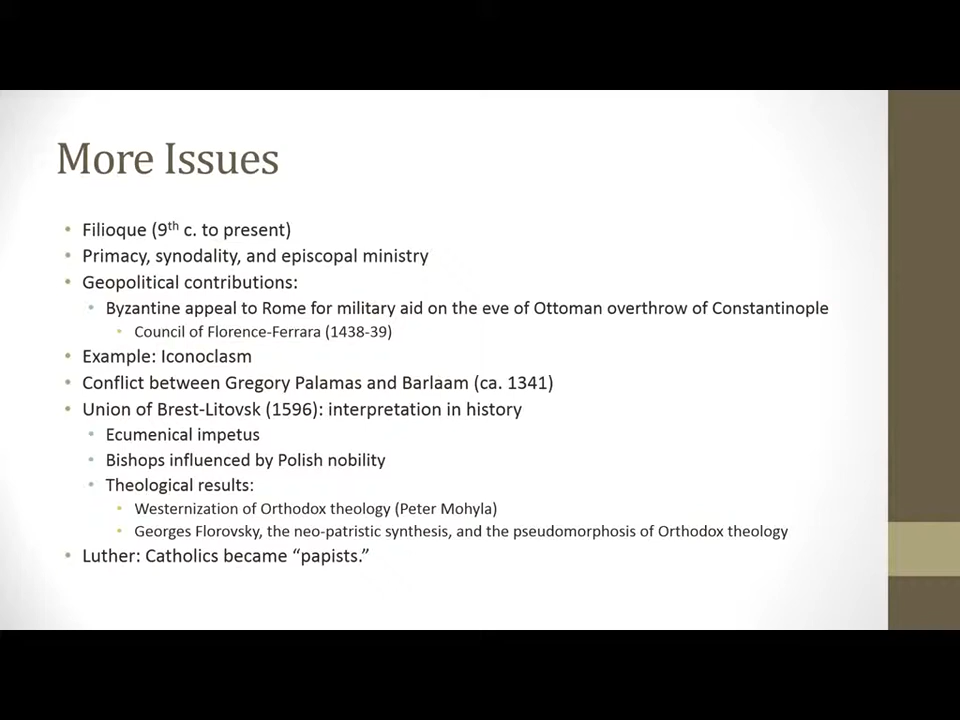 More Issues
• Filioque (9th c. to present)
• Primacy, synodality, and episcopal ministry
• Geopolitical contributions:
• Byzantine appeal to Rome for military aid on the eve of Ottoman overthrow of Constantinople
• Council of Florence-Ferrara (1438-39)
• Example: Iconoclasm
• Conflict between Gregory Palamas and Barlaam (ca. 1341)
• Union of Brest-Litovsk (1596): interpretation in history
• Ecumenical impetus
• Bishops influenced by Polish nobility
• Theological results:
• Westernization of Orthodox theology (Peter Mohyla)
• Georges Florovsky, the neo-patristic synthesis, and the pseudomorphosis of Orthodox theology
• Luther: Catholics became “papists.”